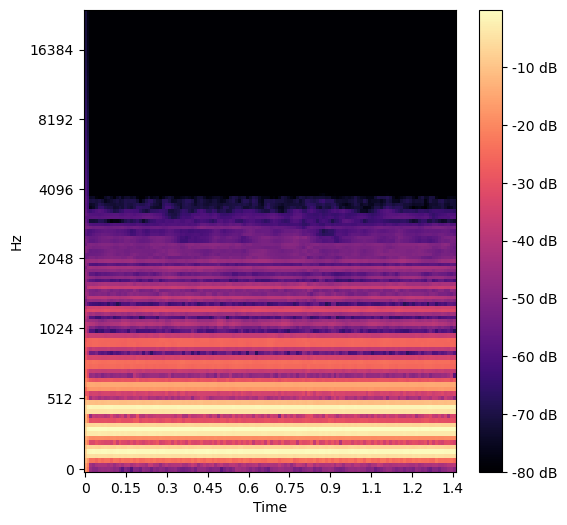 16384
8192
4096
2048
1024
512
0
Hz
0 0.15 0.3 0.45 0.6 0.75 0.9 1.1 1.2 1.4
Time
-10 dB
-20 dB
-30 dB
-40 dB
-50 dB
-60 dB
-70 dB
-80 dB